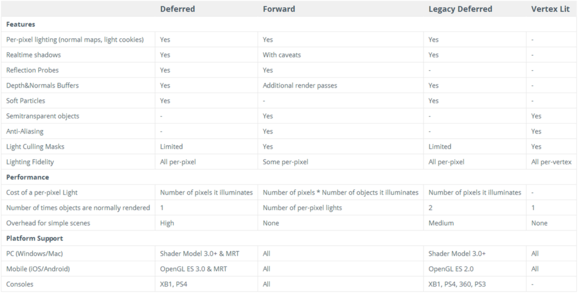 Deferred Forward Legacy Deferred Vertex Lit
Features
Per-pixel lighting (normal maps, light cookies) Yes Yes Yes -
Realtime shadows Yes With caveats Yes -
Reflection Probes Yes Yes - -
Depth&Normals Buffers Yes Additional render passes Yes -
Soft Particles Yes - Yes -
Semitransparent objects - Yes - Yes
Anti-Aliasing - Yes - Yes
Light Culling Masks Limited Yes Limited Yes
Lighting Fidelity All per-pixel Some per-pixel All per-pixel All per-vertex
Performance
Cost of a per-pixel Light Number of pixels it illuminates Number of pixels * Number of objects it illuminates Number of pixels it illuminates -
Number of times objects are normally rendered 1 Number of per-pixel lights 2 1
Overhead for simple scenes High None Medium None
Platform Support
PC (Windows/Mac) Shader Model 3.0+ & MRT All Shader Model 3.0+ All
Mobile (iOS/Android) OpenGL ES 3.0 & MRT All OpenGL ES 2.0 All
Consoles XB1, PS4 All XB1, PS4, 360, PS3 -